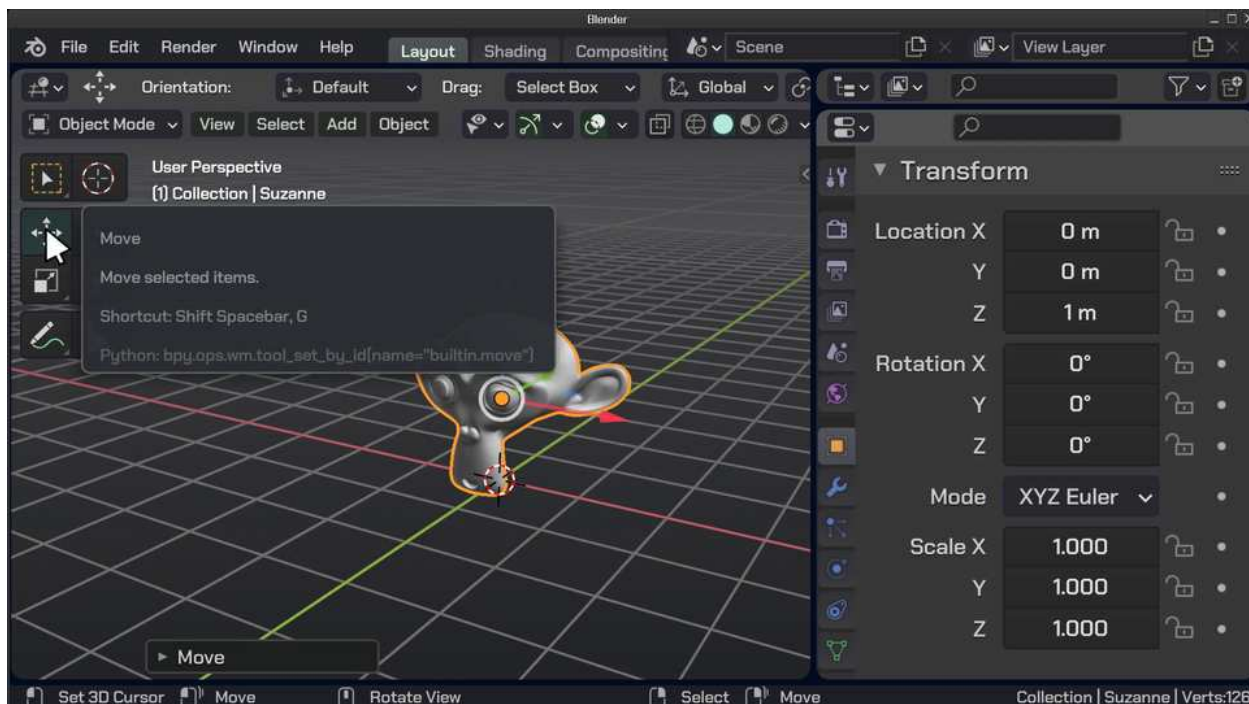 Blender
File Edit Render Window Help Layout Shading Compositing Scene View Layer
Orientation: Default Drag: Select Box Global
Object Mode View Select Add Object
User Perspective
(1) Collection | Suzanne
Move
Move selected items.
Shortcut: Shift Spacebar, G
Python: bpy.ops.wm.tool_set_by_id(name="builtin.move")
Move
Transform
Location X 0 m
Y 0 m
Z 1 m
Rotation X 0°
Y 0°
Z 0°
Mode XYZ Euler
Scale X 1.000
Y 1.000
Z 1.000
Set 3D Cursor Move Rotate View Select Move Collection | Suzanne | Verts:126